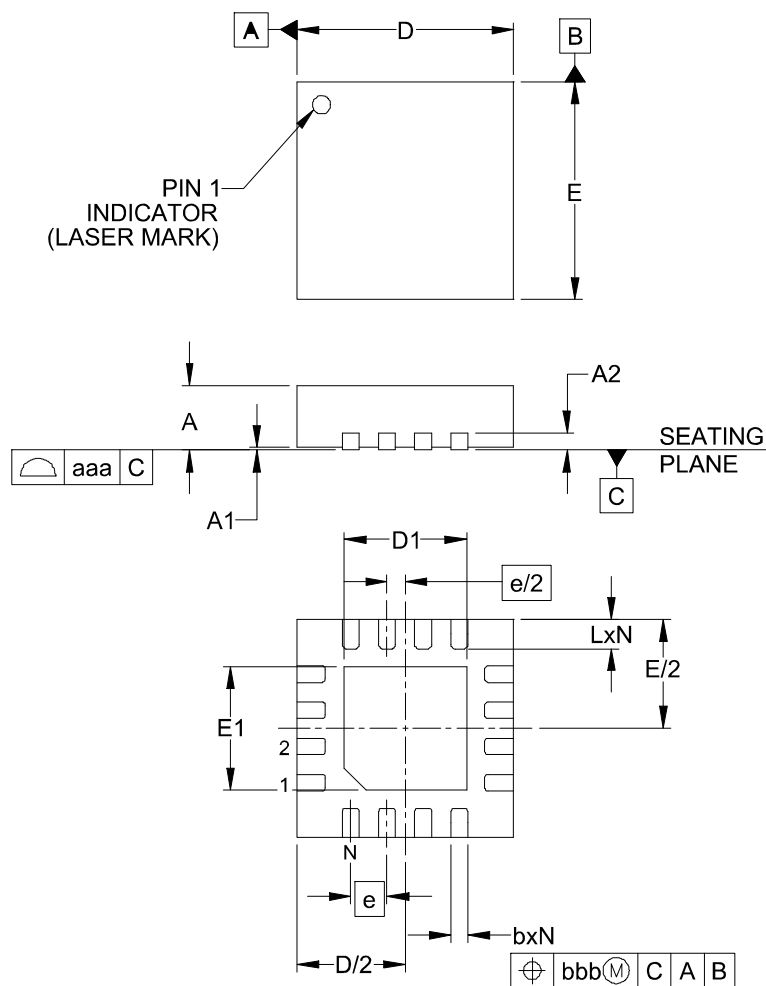 A
D
B
PIN 1
INDICATOR
(LASER MARK)
E
A
A2
SEATING
PLANE
aaa C
C
A1
D1
e/2
LxN
E/2
E1
2
1
N
e
bxN
D/2
bbbⓂ C A B